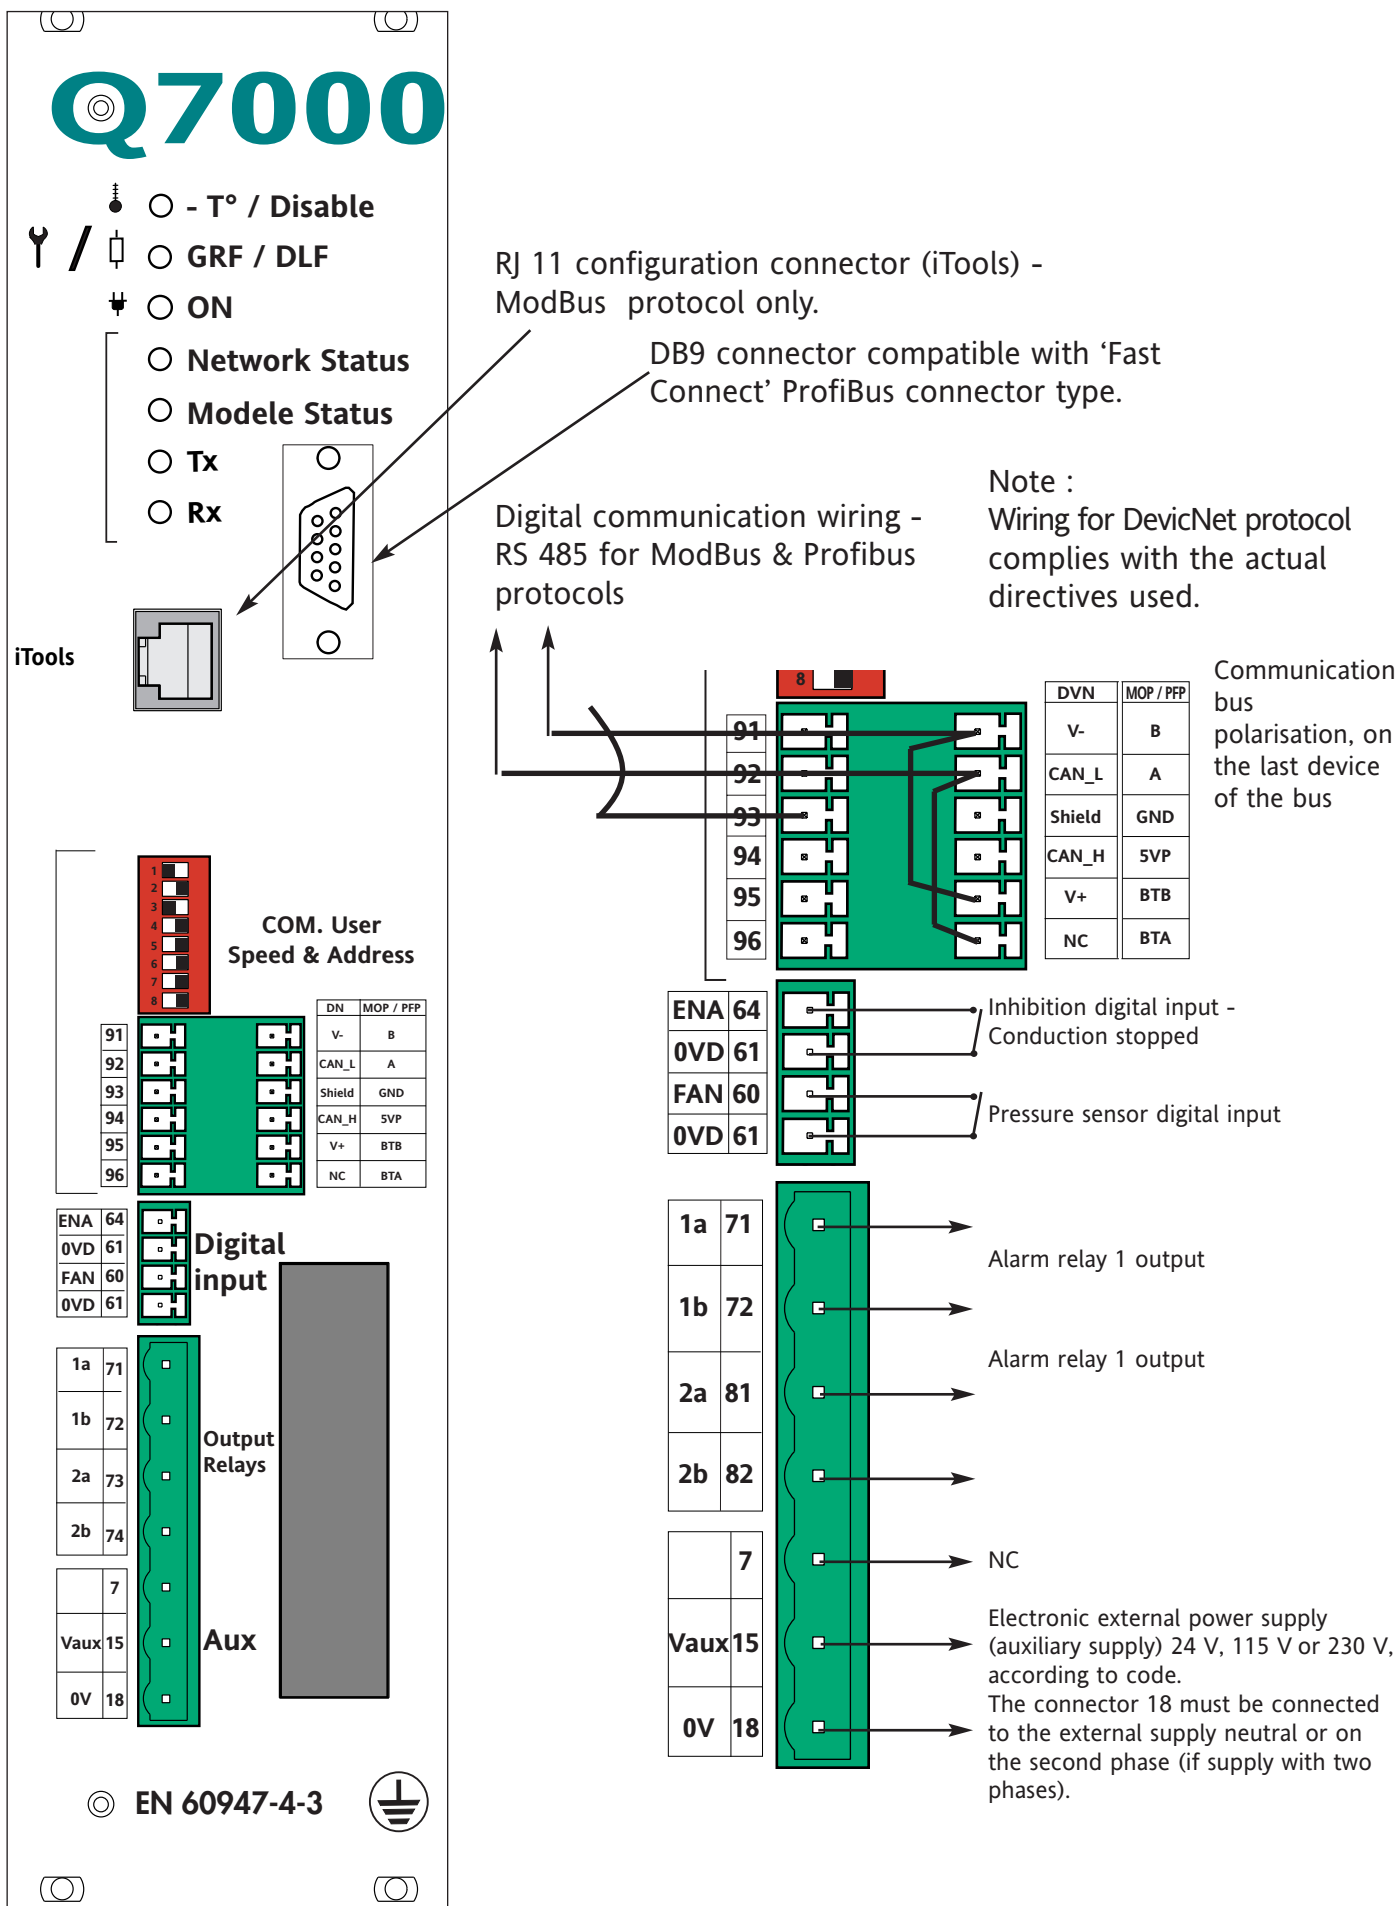 Q7000
- T° / Disable
/ GRF / DLF
ON
Network Status
Modele Status
Tx
Rx
iTools
RJ 11 configuration connector (iTools) -
ModBus protocol only.
DB9 connector compatible with ‘Fast
Connect’ ProfiBus connector type.
Digital communication wiring -
RS 485 for ModBus & Profibus
protocols
Note :
Wiring for DevicNet protocol
complies with the actual
directives used.
Communication
bus
polarisation, on
the last device
of the bus
1
2
3
4
5
6
7
8
COM. User
Speed & Address
DN MOP / PFP
91 V- B
92 CAN_L A
93 Shield GND
94 CAN_H 5VP
95 V+ BTB
96 NC BTA
ENA 64
0VD 61
FAN 60
0VD 61
Digital
input
1a 71
1b 72
2a 73
2b 74
Output
Relays
7
Vaux 15
0V 18
Aux
EN 60947-4-3
8
DVN MOP / PFP
91 V- B
92 CAN_L A
93 Shield GND
94 CAN_H 5VP
95 V+ BTB
96 NC BTA
ENA 64
0VD 61
FAN 60
0VD 61
Inhibition digital input -
Conduction stopped
Pressure sensor digital input
1a 71
Alarm relay 1 output
1b 72
Alarm relay 1 output
2a 81
2b 82
7 NC
Vaux 15
Electronic external power supply
(auxiliary supply) 24 V, 115 V or 230 V,
according to code.
0V 18
The connector 18 must be connected
to the external supply neutral or on
the second phase (if supply with two
phases).